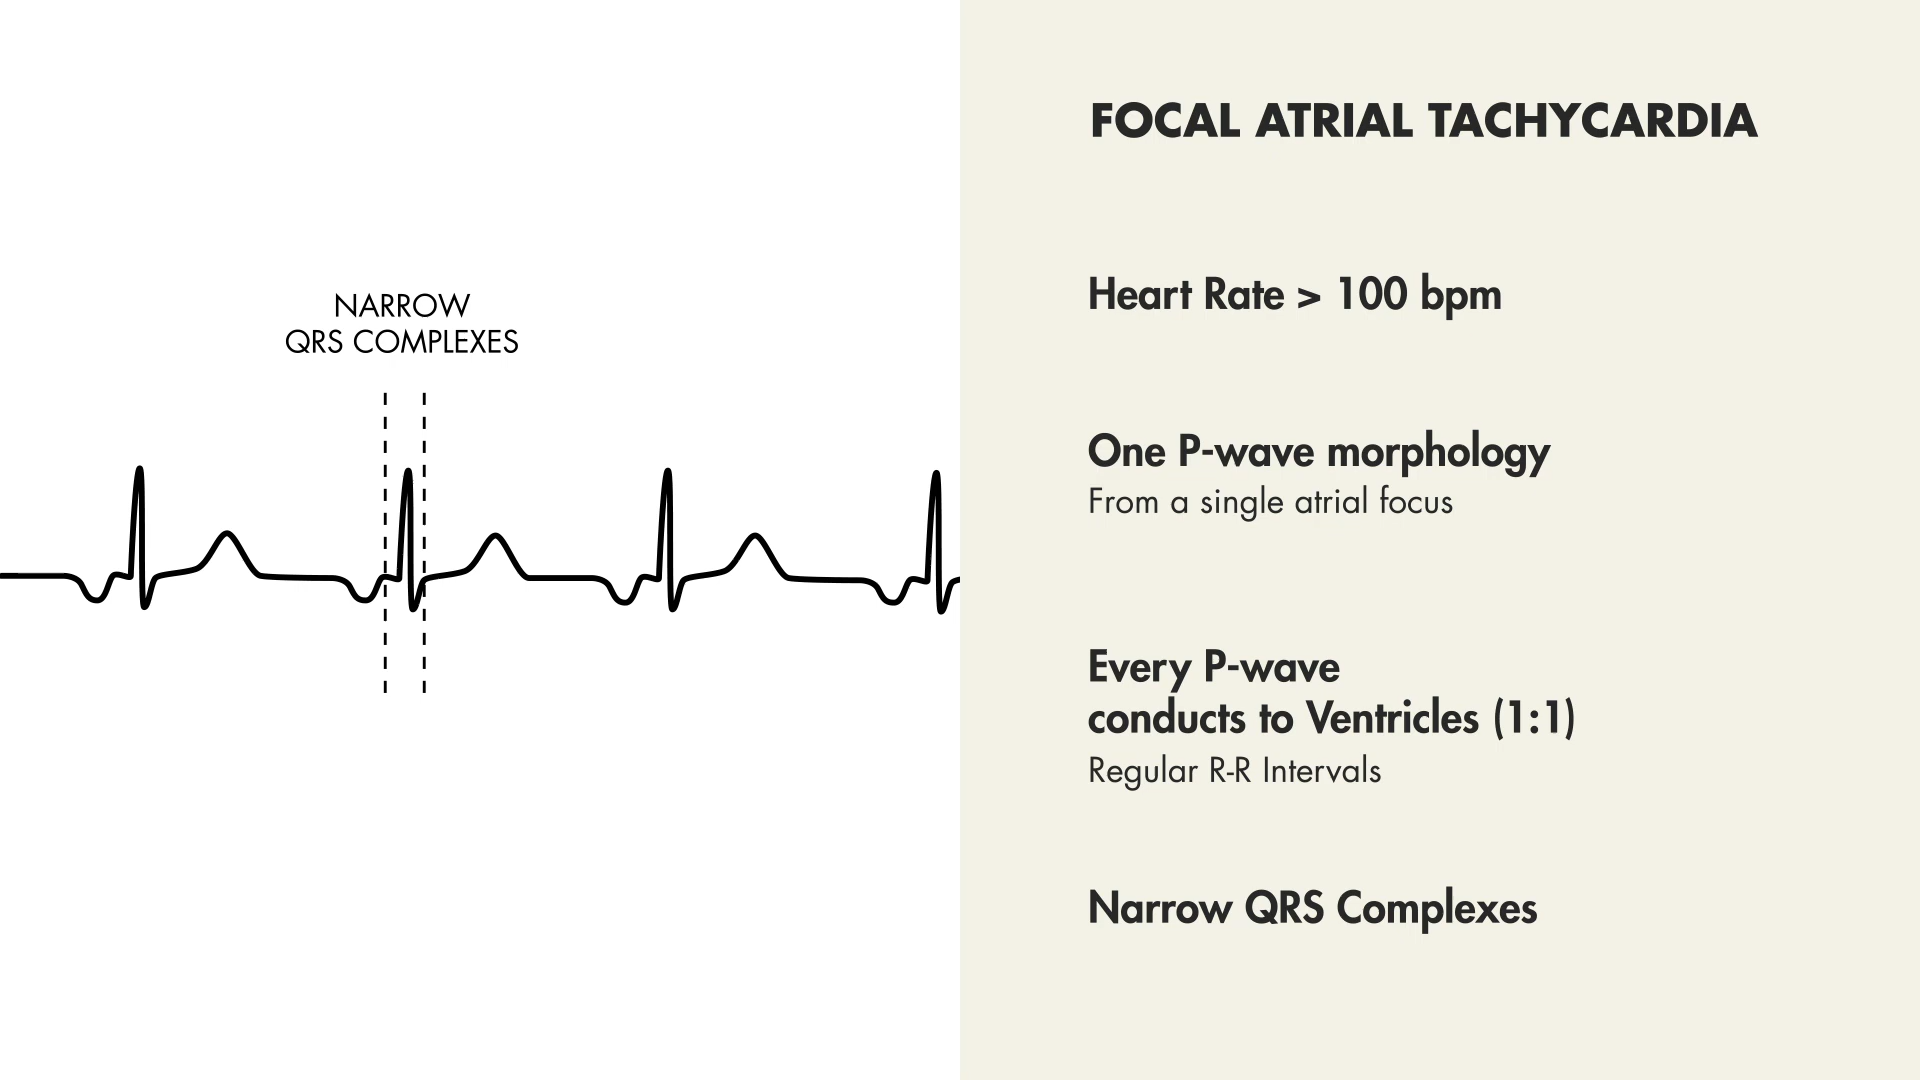 NARROW
QRS COMPLEXES
FOCAL ATRIAL TACHYCARDIA
Heart Rate > 100 bpm
One P-wave morphology
From a single atrial focus
Every P-wave
conducts to Ventricles (1:1)
Regular R-R Intervals
Narrow QRS Complexes